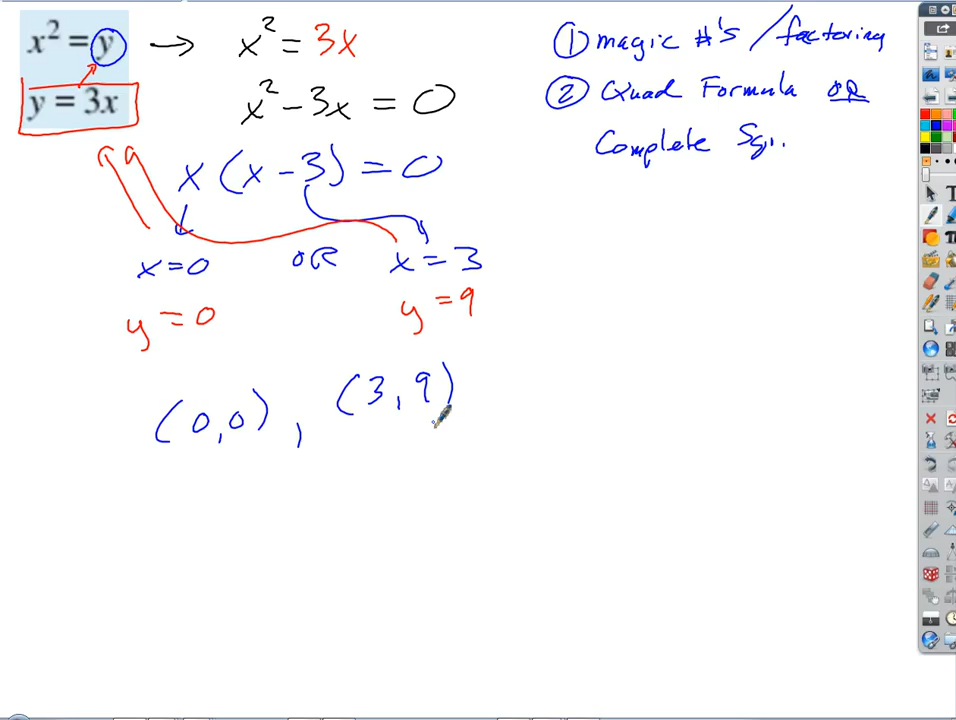 x² = y → x² = 3x
y = 3x
x² - 3x = 0
x (x - 3) = 0
x = 0 OR x = 3
y = 0 y = 9
(0,0) , (3,9)
① magic #'s / factoring
② Quad Formula OR
Complete Sqr.